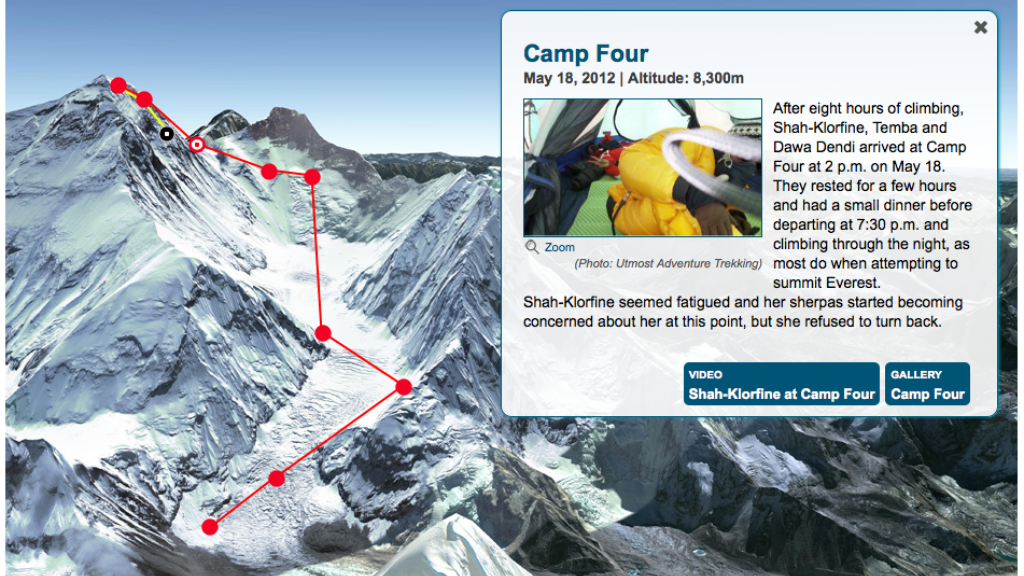 Camp Four
May 18, 2012 | Altitude: 8,300m
After eight hours of climbing,
Shah-Klorfine, Temba and
Dawa Dendi arrived at Camp
Four at 2 p.m. on May 18.
They rested for a few hours
and had a small dinner before
departing at 7:30 p.m. and
climbing through the night, as
most do when attempting to
summit Everest.
Zoom
(Photo: Utmost Adventure Trekking)
Shah-Klorfine seemed fatigued and her sherpas started becoming
concerned about her at this point, but she refused to turn back.
VIDEO
Shah-Klorfine at Camp Four
GALLERY
Camp Four